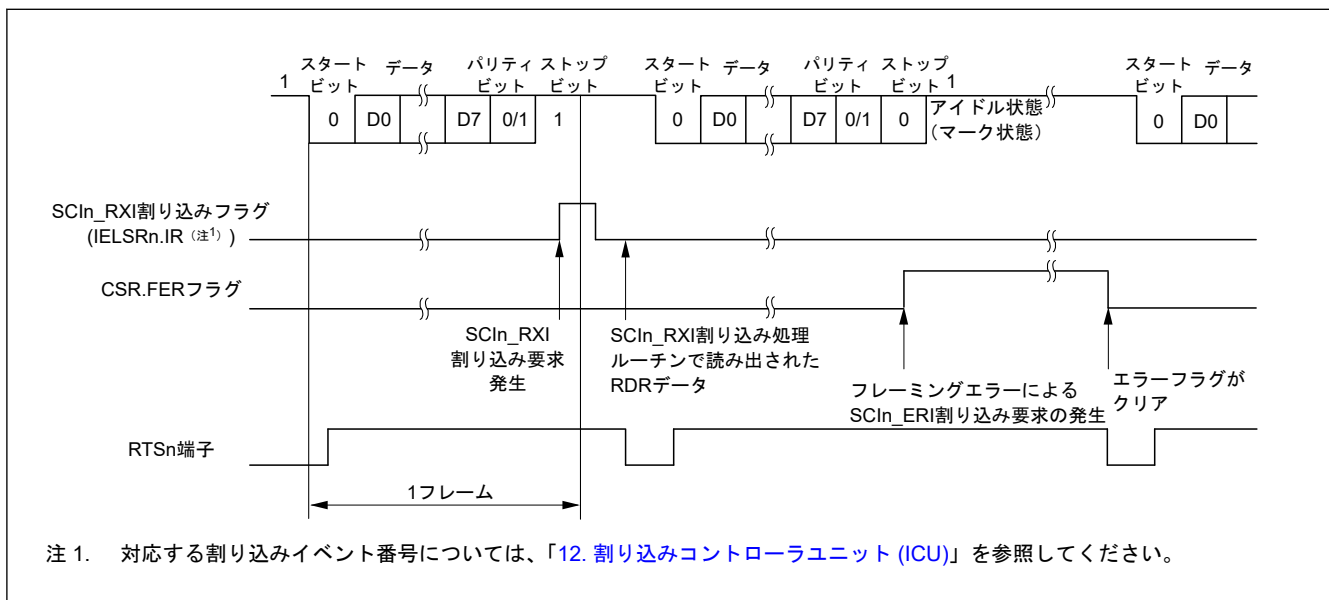 スタート
ビット
データ
パリティ
ビット
ストップ
ビット
スタート
ビット
データ
パリティ
ビット
ストップ
ビット
スタート
ビット
データ
1
1
0 D0 D7 0/1 1 0 D0 D7 0/1 0 0 D0
アイドル状態
(マーク状態)
SCIn_RXI割り込みフラグ
(IELSRn.IR（注1）)
CSR.FERフラグ
SCIn_RXI
割り込み要求
発生
SCIn_RXI割り込み処理
ルーチンで読み出された
RDRデータ
フレーミングエラーによる
SCIn_ERI割り込み要求の発生
エラーフラグが
クリア
RTSn端子
1フレーム
注 1. 対応する割り込みイベント番号については、「12. 割り込みコントローラユニット (ICU)」を参照してください。